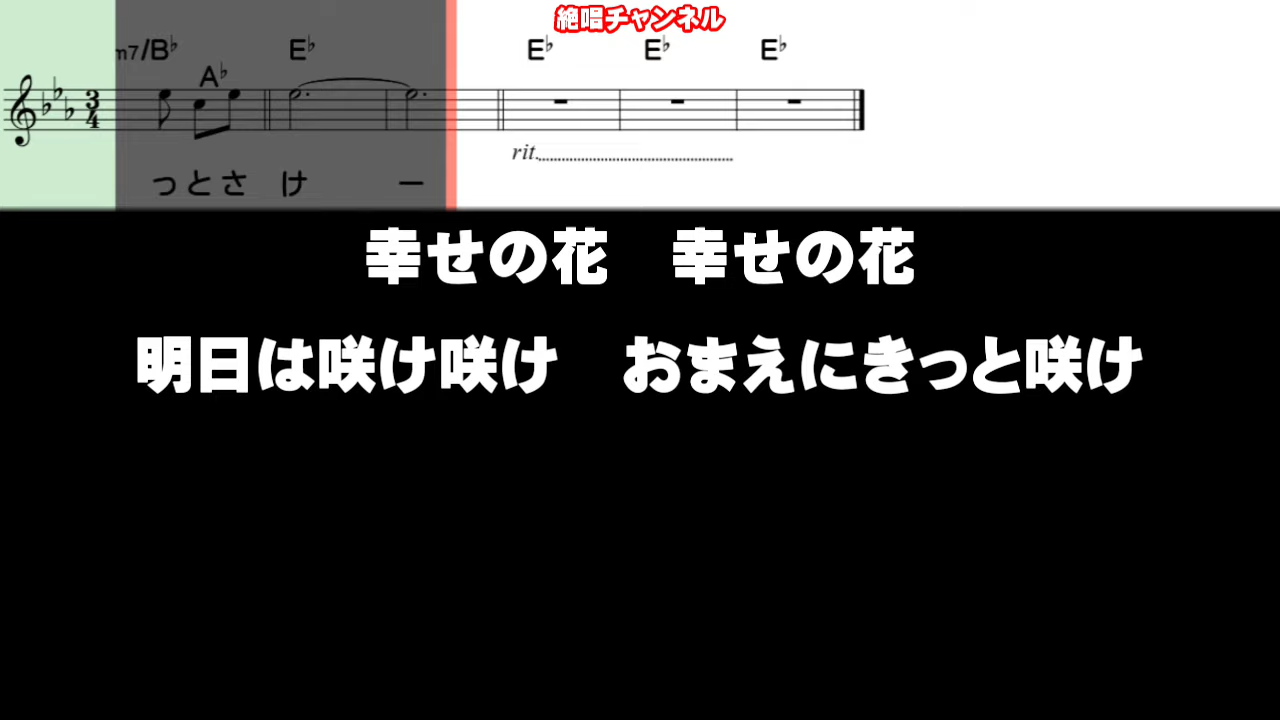 絶唱チャンネル
m7/B♭ E♭ E♭ E♭ E♭
A♭
3
4
rit.
っとさ け ー
幸せの花　幸せの花
明日は咲け咲け　おまえにきっと咲け